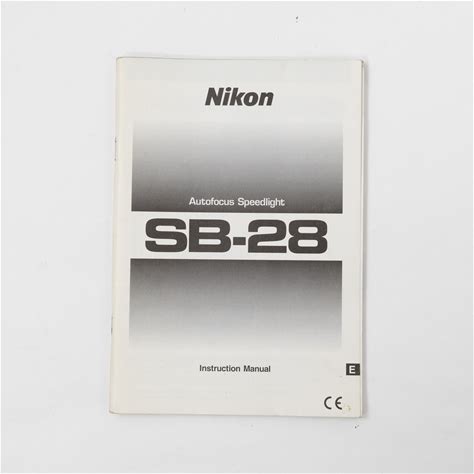 Nikon
Autofocus Speedlight
SB-28
Instruction Manual
E
CE